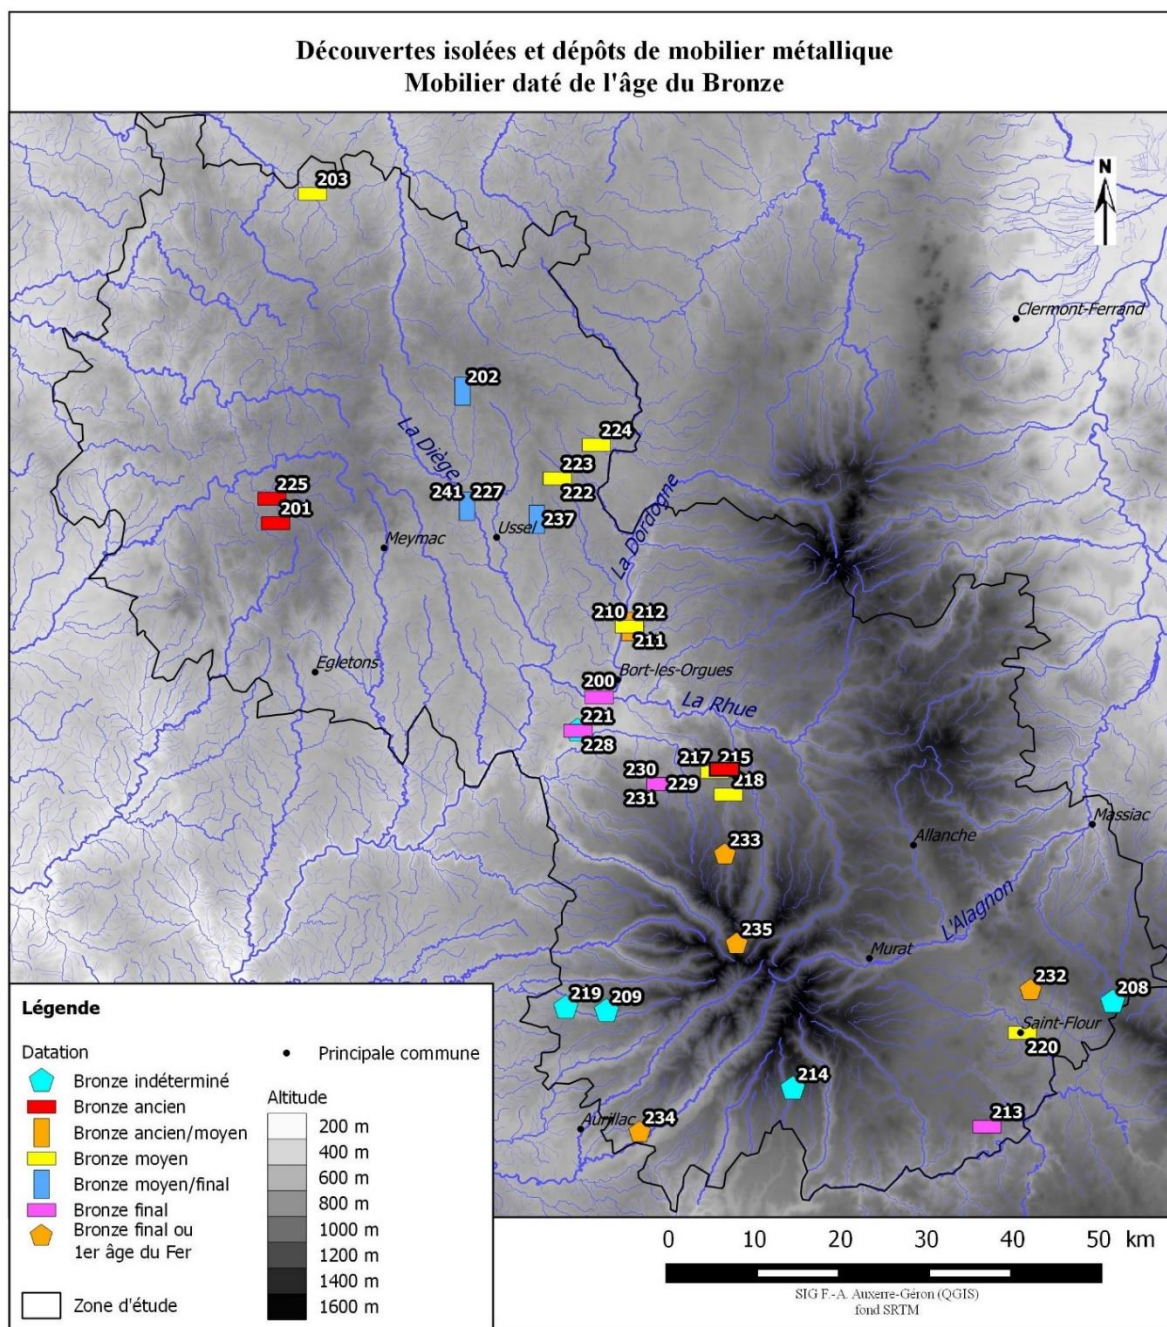 Découvertes isolées et dépôts de mobilier métallique
Mobilier daté de l'âge du Bronze
N
203
Clermont-Ferrand
202
La Diège
224
223
222
225
201
241
227
237
Ussel
Meymac
La Dordogne
210
212
211
Egletons
Bort-les-Orgues
200
La Rhue
221
228
217
215
230
229
218
231
Massiac
Allanche
233
L'Alagnon
235
Murat
232
208
219
209
Saint-Flour
220
214
213
Aurillac
234
Légende
Datation
Bronze indéterminé
Bronze ancien
Bronze ancien/moyen
Bronze moyen
Bronze moyen/final
Bronze final
Bronze final ou
1er âge du Fer
Zone d'étude
Principale commune
Altitude
200 m
400 m
600 m
800 m
1000 m
1200 m
1400 m
1600 m
0 10 20 30 40 50 km
SIG F.-A. Auxerre-Géron (QGIS)
fond SRTM